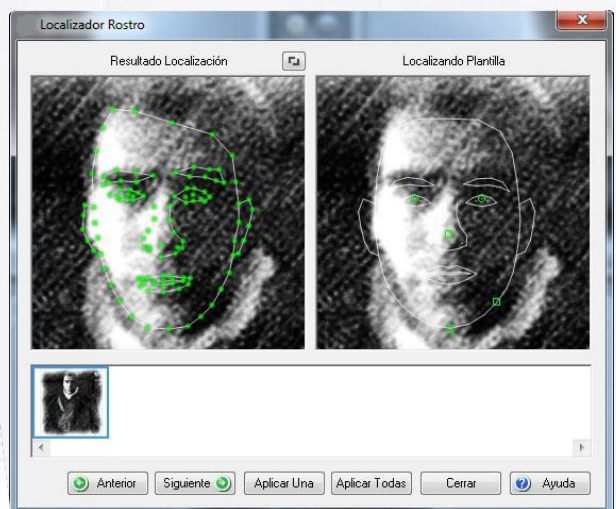 Localizador Rostro
Resultado Localización
Localizando Plantilla
Anterior
Siguiente
Aplicar Una
Aplicar Todas
Cerrar
Ayuda